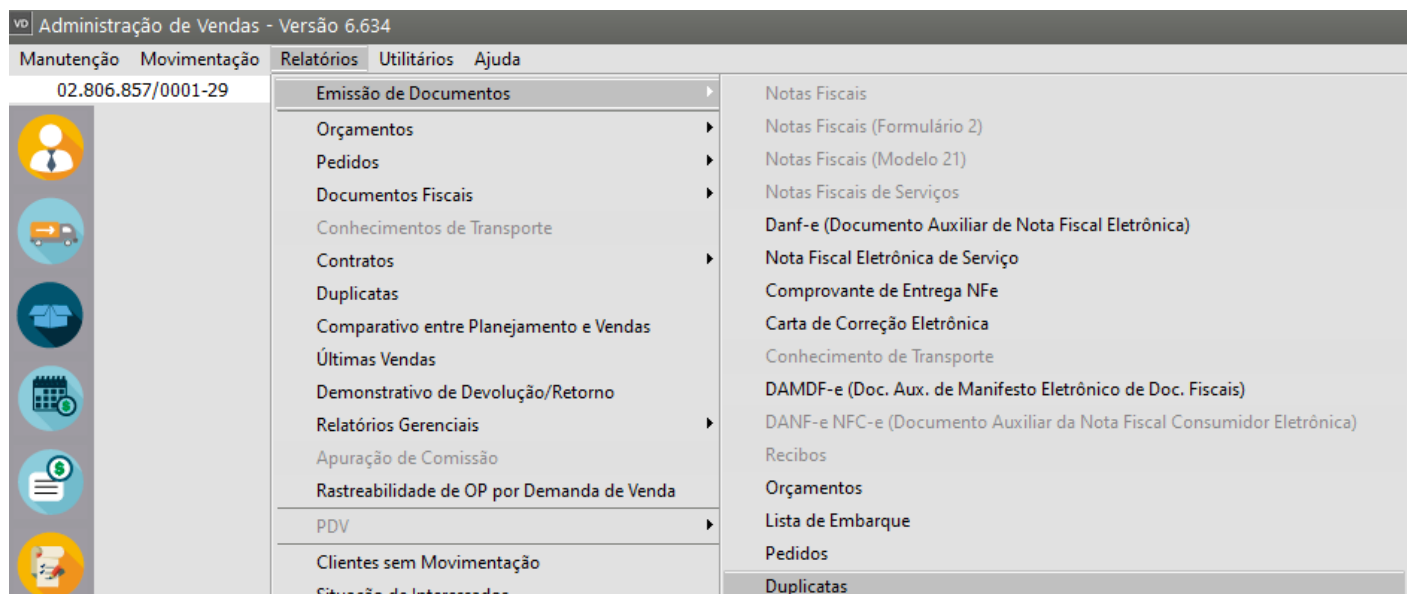 VD Administração de Vendas - Versão 6.634
Manutenção Movimentação Relatórios Utilitários Ajuda
02.806.857/0001-29
Emissão de Documentos
Orçamentos
Pedidos
Documentos Fiscais
Conhecimentos de Transporte
Contratos
Duplicatas
Comparativo entre Planejamento e Vendas
Últimas Vendas
Demonstrativo de Devolução/Retorno
Relatórios Gerenciais
Apuração de Comissão
Rastreabilidade de OP por Demanda de Venda
PDV
Clientes sem Movimentação
Situação de Interessados
Notas Fiscais
Notas Fiscais (Formulário 2)
Notas Fiscais (Modelo 21)
Notas Fiscais de Serviços
Danf-e (Documento Auxiliar de Nota Fiscal Eletrônica)
Nota Fiscal Eletrônica de Serviço
Comprovante de Entrega NFe
Carta de Correção Eletrônica
Conhecimento de Transporte
DAMDF-e (Doc. Aux. de Manifesto Eletrônico de Doc. Fiscais)
DANF-e NFC-e (Documento Auxiliar da Nota Fiscal Consumidor Eletrônica)
Recibos
Orçamentos
Lista de Embarque
Pedidos
Duplicatas